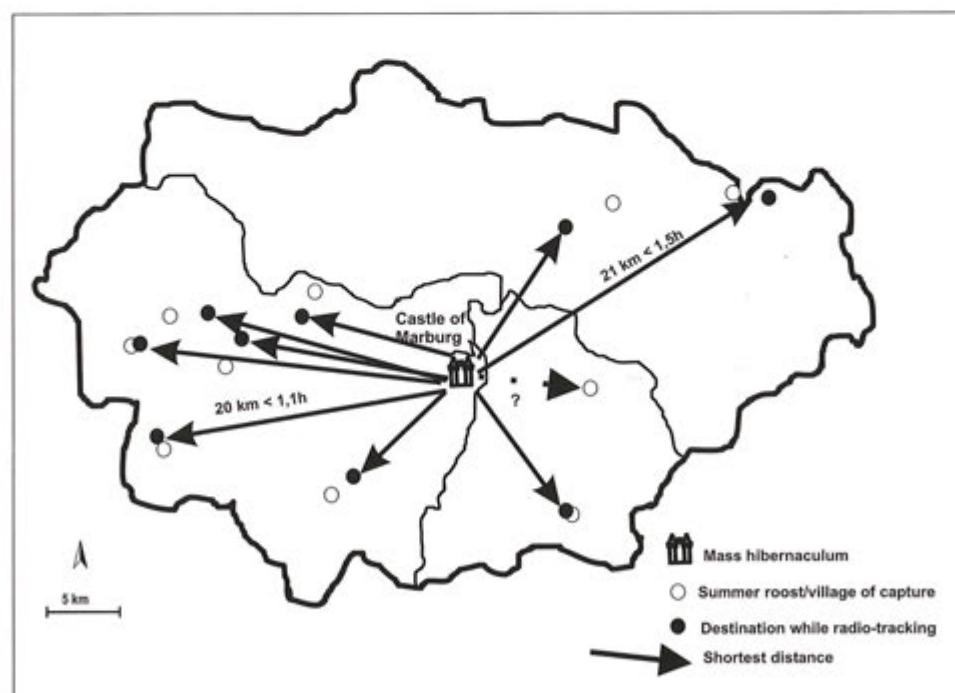 21 km < 1,5h
Castle of
Marburg
?
20 km < 1,1h
5 km
Mass hibernaculum
Summer roost/village of capture
Destination while radio-tracking
Shortest distance